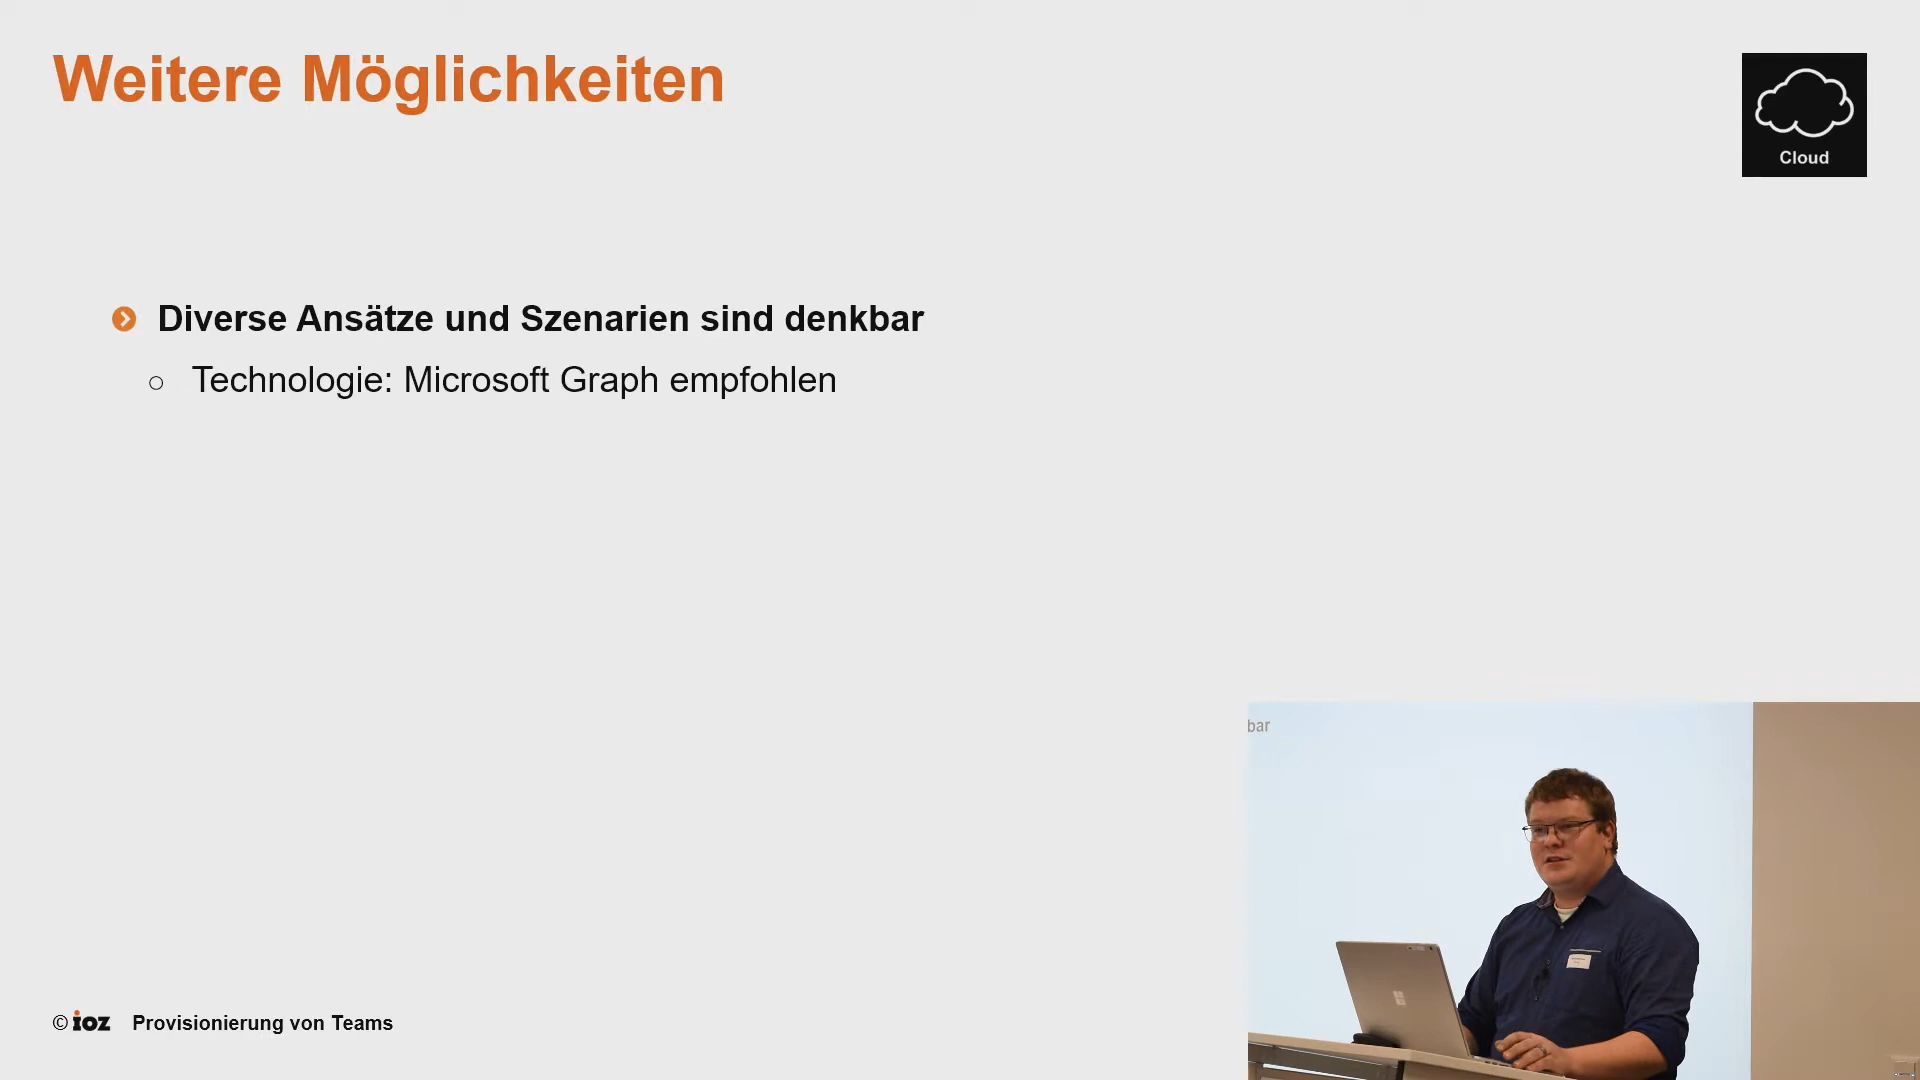 Weitere Möglichkeiten
Cloud
Diverse Ansätze und Szenarien sind denkbar
Technologie: Microsoft Graph empfohlen
bar
© ioz Provisionierung von Teams